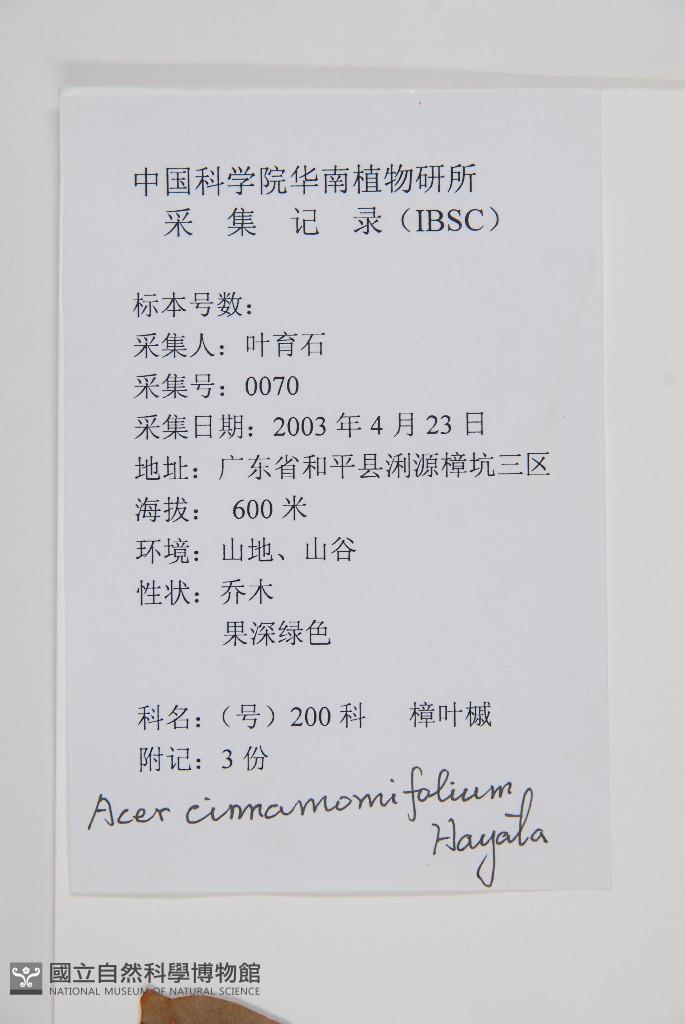 中国科学院华南植物研所
采 集 记 录（IBSC）
标本号数：
采集人：叶育石
采集号：0070
采集日期：2003 年 4 月 23 日
地址：广东省和平县浰源樟坑三区
海拔： 600 米
环境：山地、山谷
性状：乔木
果深绿色
科名：（号）200 科 樟叶槭
附记：3 份
Acer cinnamomifolium
Hayata
國立自然科學博物館
NATIONAL MUSEUM OF NATURAL SCIENCE